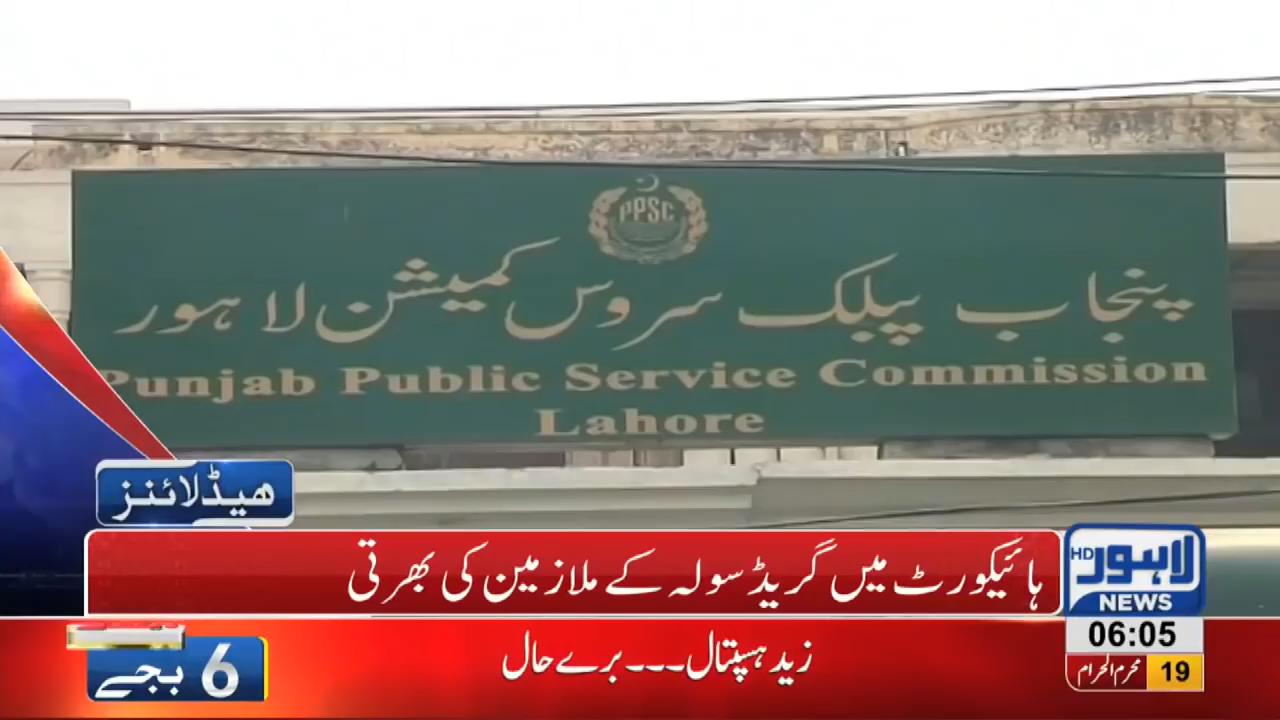 PPSC
پنجاب پبلک سروس کمیشن لاہور
Punjab Public Service Commission
Lahore
ہیڈلائنز
ہائیکورٹ میں گریڈ سولہ کے ملازمین کی بھرتی
HD لاہور
NEWS
زید ہسپتال ۔۔۔ برے حال
06:05
6 بجے
19 محرم الحرام